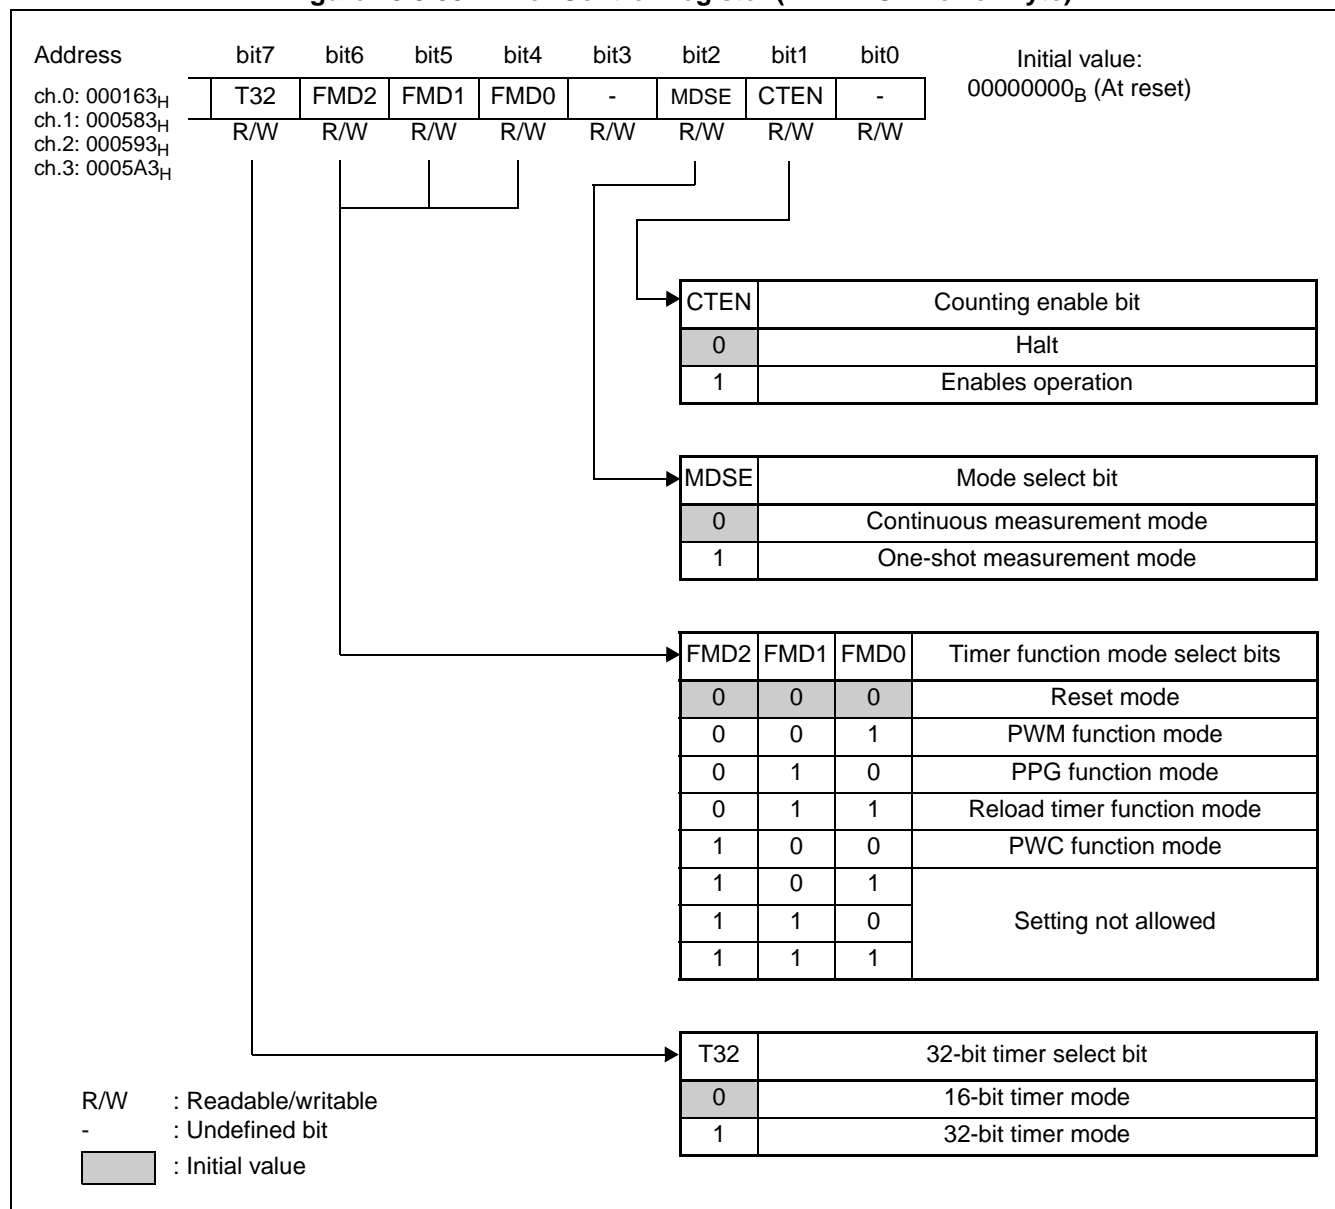 Address bit7 bit6 bit5 bit4 bit3 bit2 bit1 bit0 Initial value:
ch.0: 000163H T32 FMD2 FMD1 FMD0 - MDSE CTEN - 00000000B (At reset)
ch.1: 000583H R/W R/W R/W R/W R/W R/W R/W R/W
ch.2: 000593H
ch.3: 0005A3H
CTEN Counting enable bit
0 Halt
1 Enables operation
MDSE Mode select bit
0 Continuous measurement mode
1 One-shot measurement mode
FMD2 FMD1 FMD0 Timer function mode select bits
0 0 0 Reset mode
0 0 1 PWM function mode
0 1 0 PPG function mode
0 1 1 Reload timer function mode
1 0 0 PWC function mode
1 0 1
1 1 0 Setting not allowed
1 1 1
T32 32-bit timer select bit
0 16-bit timer mode
1 32-bit timer mode
R/W : Readable/writable
- : Undefined bit
: Initial value